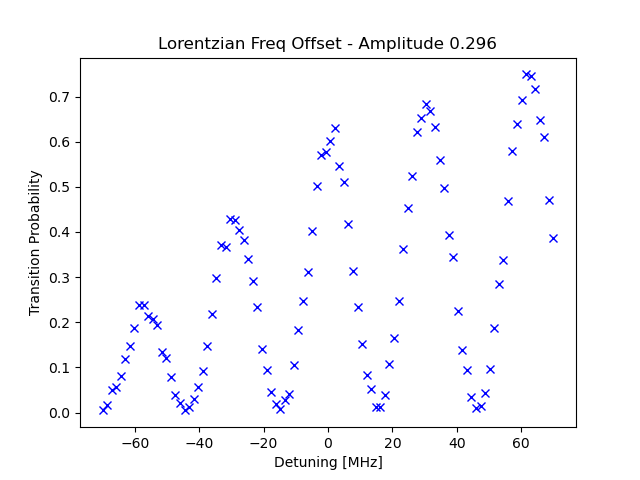 Lorentzian Freq Offset - Amplitude 0.296
Transition Probability
0.7
0.6
0.5
0.4
0.3
0.2
0.1
0.0
−60 −40 −20 0 20 40 60
Detuning [MHz]